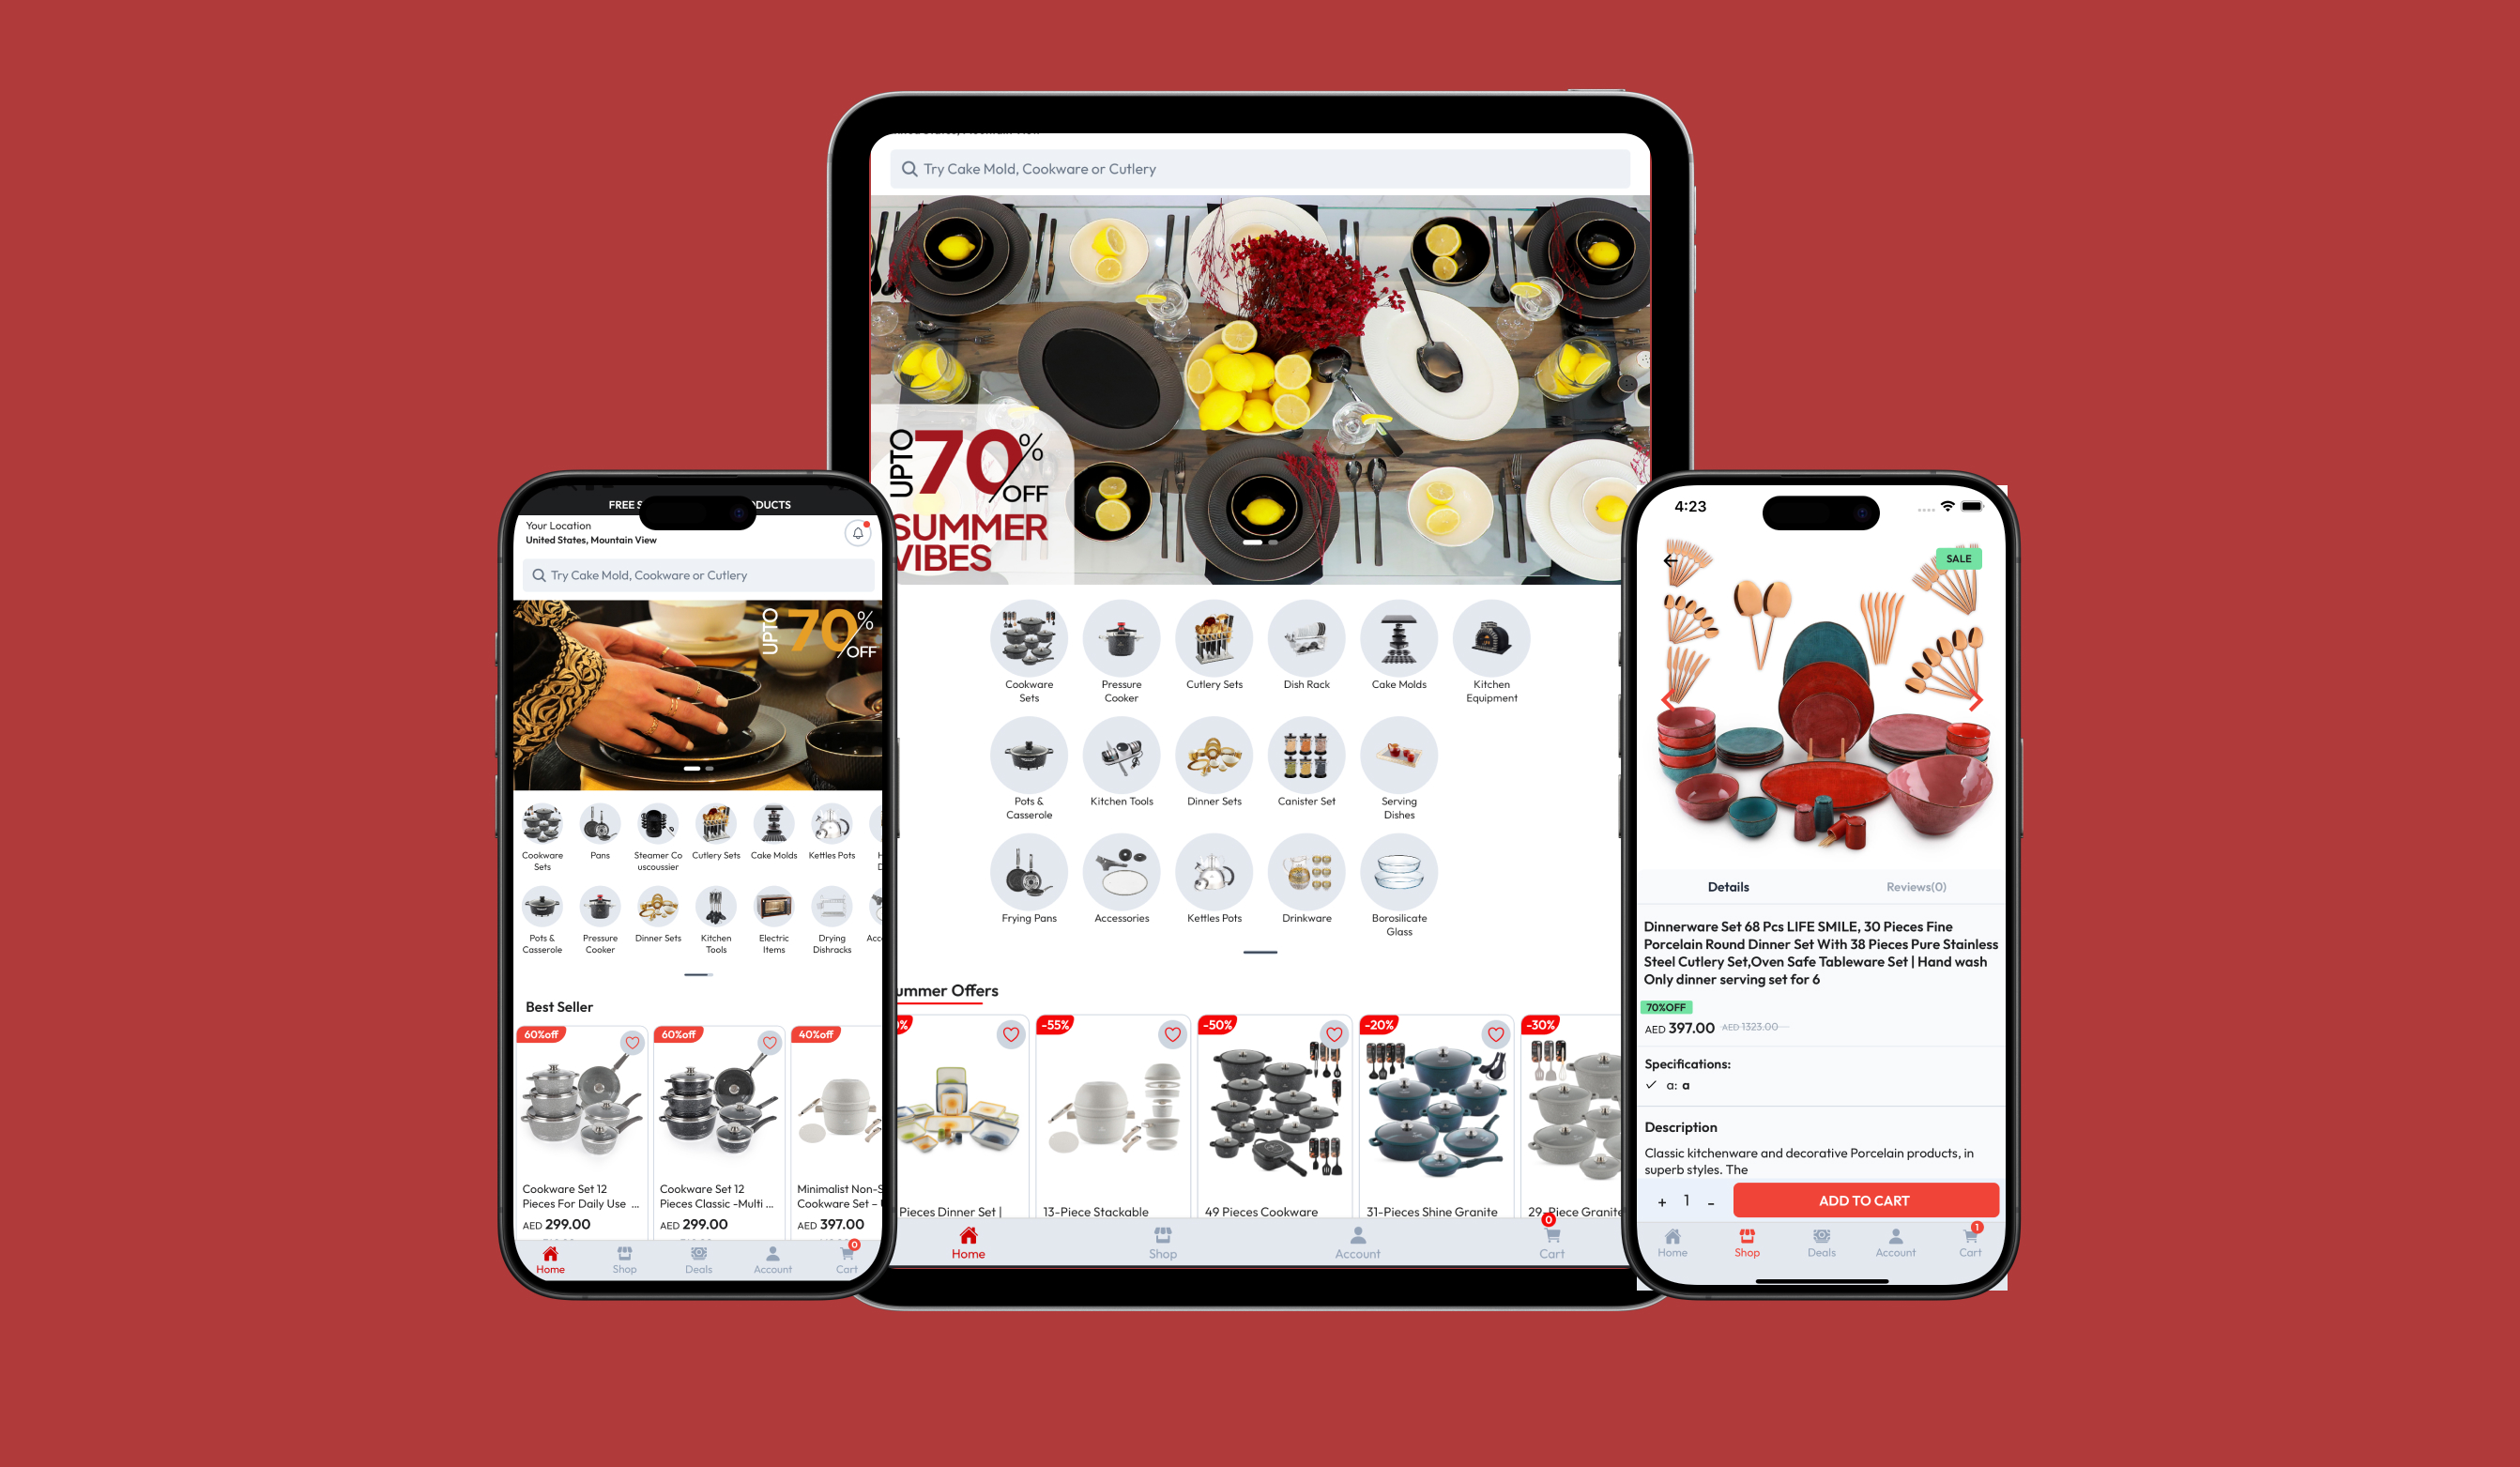 FREE S
DUCTS
Your Location
United States, Mountain View
Try Cake Mold, Cookware or Cutlery
UPTO 70% OFF
Cookware Sets
Pans
Steamer Co uscoussier
Cutlery Sets
Cake Molds
Kettles Pots
Pots & Casserole
Pressure Cooker
Dinner Sets
Kitchen Tools
Electric Items
Drying Dishracks
Acc
Best Seller
60%off
60%off
40%off
Cookware Set 12
Pieces For Daily Use ...
AED 299.00
Cookware Set 12
Pieces Classic -Multi ...
AED 299.00
Minimalist Non-S
Cookware Set –
AED 397.00
Home
Shop
Deals
Account
0
Cart
Try Cake Mold, Cookware or Cutlery
UPTO 70% OFF
SUMMER
VIBES
Cookware Sets
Pressure Cooker
Cutlery Sets
Dish Rack
Cake Molds
Kitchen Equipment
Pots & Casserole
Kitchen Tools
Dinner Sets
Canister Set
Serving Dishes
Frying Pans
Accessories
Kettles Pots
Drinkware
Borosilicate Glass
ummer Offers
%
-55%
-50%
-20%
-30%
Pieces Dinner Set |
13-Piece Stackable
49 Pieces Cookware
31-Pieces Shine Granite
29-Piece Granite
Home
Shop
Account
0
Cart
4:23
SALE
Details
Reviews(0)
Dinnerware Set 68 Pcs LIFE SMILE, 30 Pieces Fine
Porcelain Round Dinner Set With 38 Pieces Pure Stainless
Steel Cutlery Set,Oven Safe Tableware Set | Hand wash
Only dinner serving set for 6
70%OFF
AED 397.00 AED 1323.00
Specifications:
a: a
Description
Classic kitchenware and decorative Porcelain products, in
superb styles. The
+ 1 -
ADD TO CART
Home
Shop
Deals
Account
1
Cart